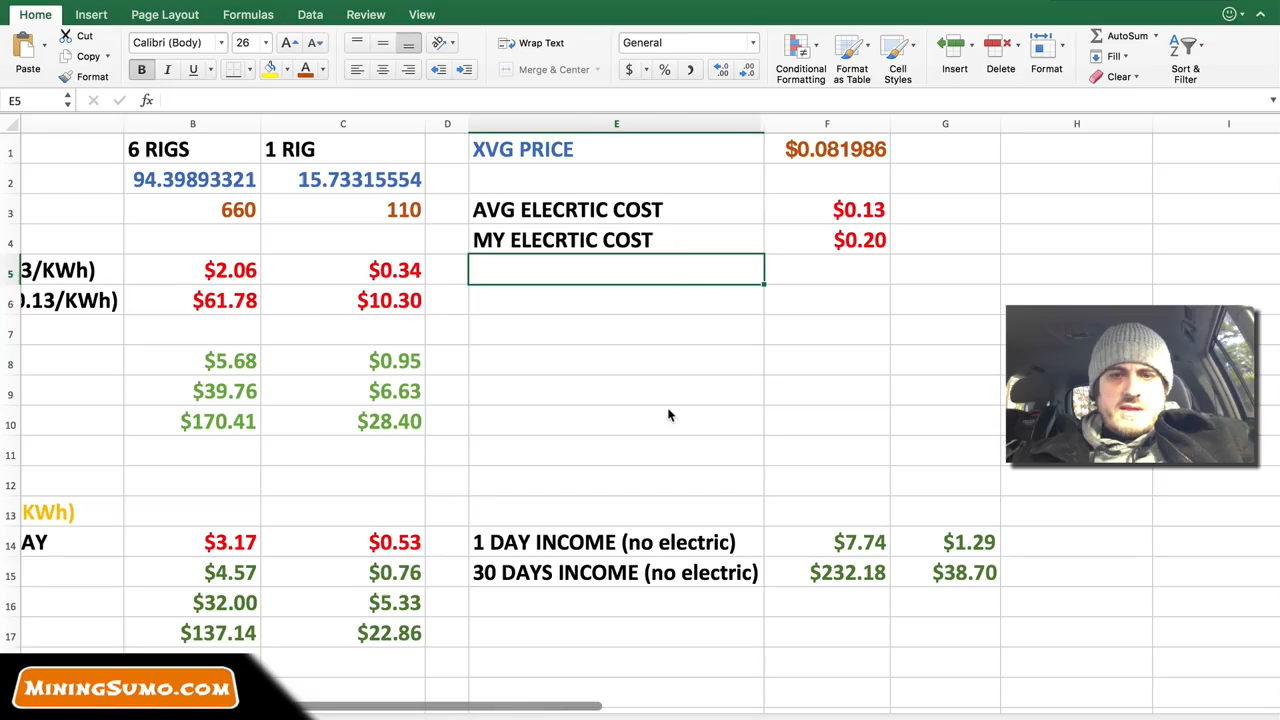 Home Insert Page Layout Formulas Data Review View
Cut
Copy
Format
Paste
Calibri (Body) 26 A A
B I U A
Wrap Text
Merge & Center
General
$ % )
.0 .00 .00 .0
Conditional Formatting
Format as Table
Cell Styles
Insert
Delete
Format
AutoSum
Fill
Clear
Sort & Filter
E5 fx
B C D E F G H I
1 6 RIGS 1 RIG XVG PRICE $0.081986
2 94.39893321 15.73315554
3 660 110 AVG ELECRTIC COST $0.13
4 MY ELECRTIC COST $0.20
5 3/KWh) $2.06 $0.34
6 0.13/KWh) $61.78 $10.30
7
8 $5.68 $0.95
9 $39.76 $6.63
10 $170.41 $28.40
11
12
13 KWh)
14 AY $3.17 $0.53 1 DAY INCOME (no electric) $7.74 $1.29
15 $4.57 $0.76 30 DAYS INCOME (no electric) $232.18 $38.70
16 $32.00 $5.33
17 $137.14 $22.86
MININGSUMO.COM